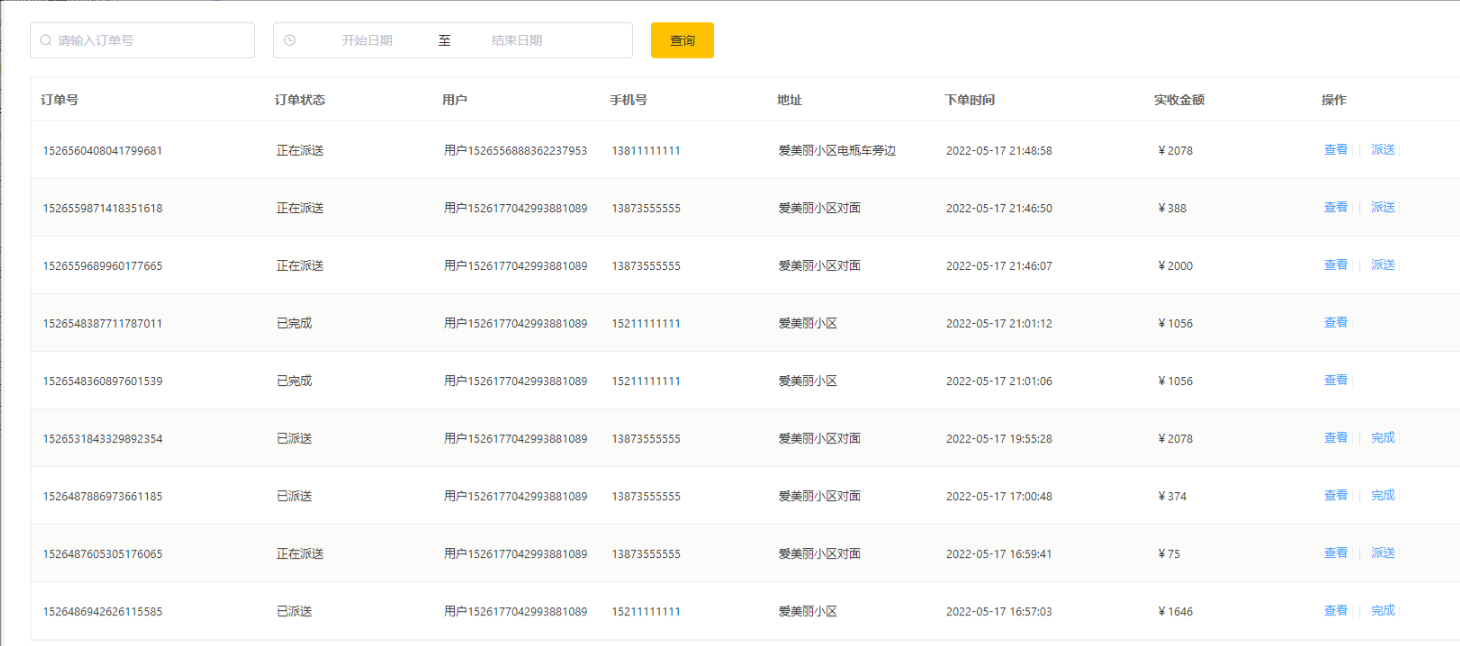 请输入订单号 开始日期 至 结束日期 查询
订单号 订单状态 用户 手机号 地址 下单时间 实收金额 操作
1526560408041799681 正在派送 用户1526556888362237953 13811111111 爱美丽小区电瓶车旁边 2022-05-17 21:48:58 ¥ 2078 查看 | 派送
1526559871418351618 正在派送 用户1526177042993881089 13873555555 爱美丽小区对面 2022-05-17 21:46:50 ¥ 388 查看 | 派送
1526559689960177665 正在派送 用户1526177042993881089 13873555555 爱美丽小区对面 2022-05-17 21:46:07 ¥ 2000 查看 | 派送
1526548387711787011 已完成 用户1526177042993881089 15211111111 爱美丽小区 2022-05-17 21:01:12 ¥ 1056 查看
1526548360897601539 已完成 用户1526177042993881089 15211111111 爱美丽小区 2022-05-17 21:01:06 ¥ 1056 查看
1526531843329892354 已派送 用户1526177042993881089 13873555555 爱美丽小区对面 2022-05-17 19:55:28 ¥ 2078 查看 | 完成
1526487886973661185 已派送 用户1526177042993881089 13873555555 爱美丽小区对面 2022-05-17 17:00:48 ¥ 374 查看 | 完成
1526487605305176065 正在派送 用户1526177042993881089 13873555555 爱美丽小区对面 2022-05-17 16:59:41 ¥ 75 查看 | 派送
1526486942626115585 已派送 用户1526177042993881089 15211111111 爱美丽小区 2022-05-17 16:57:03 ¥ 1646 查看 | 完成